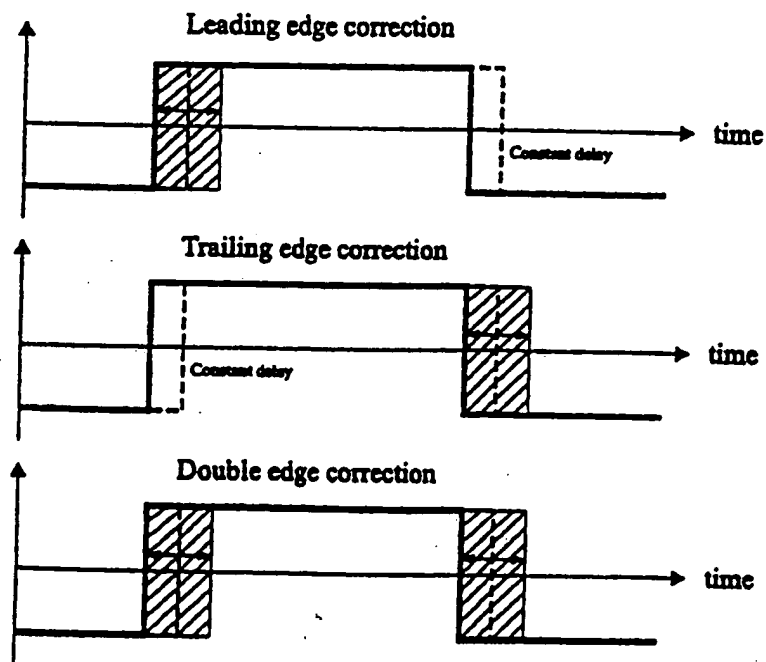 Leading edge correction
time
Constant delay
Trailing edge correction
time
Constant delay
Double edge correction
time